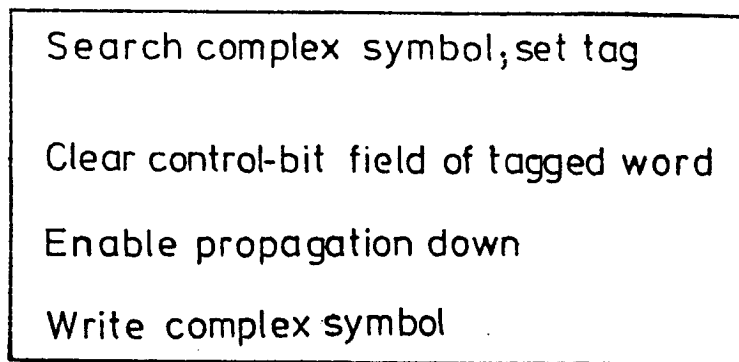 Search complex symbol; set tag
Clear control-bit field of tagged word
Enable propagation down
Write complex symbol